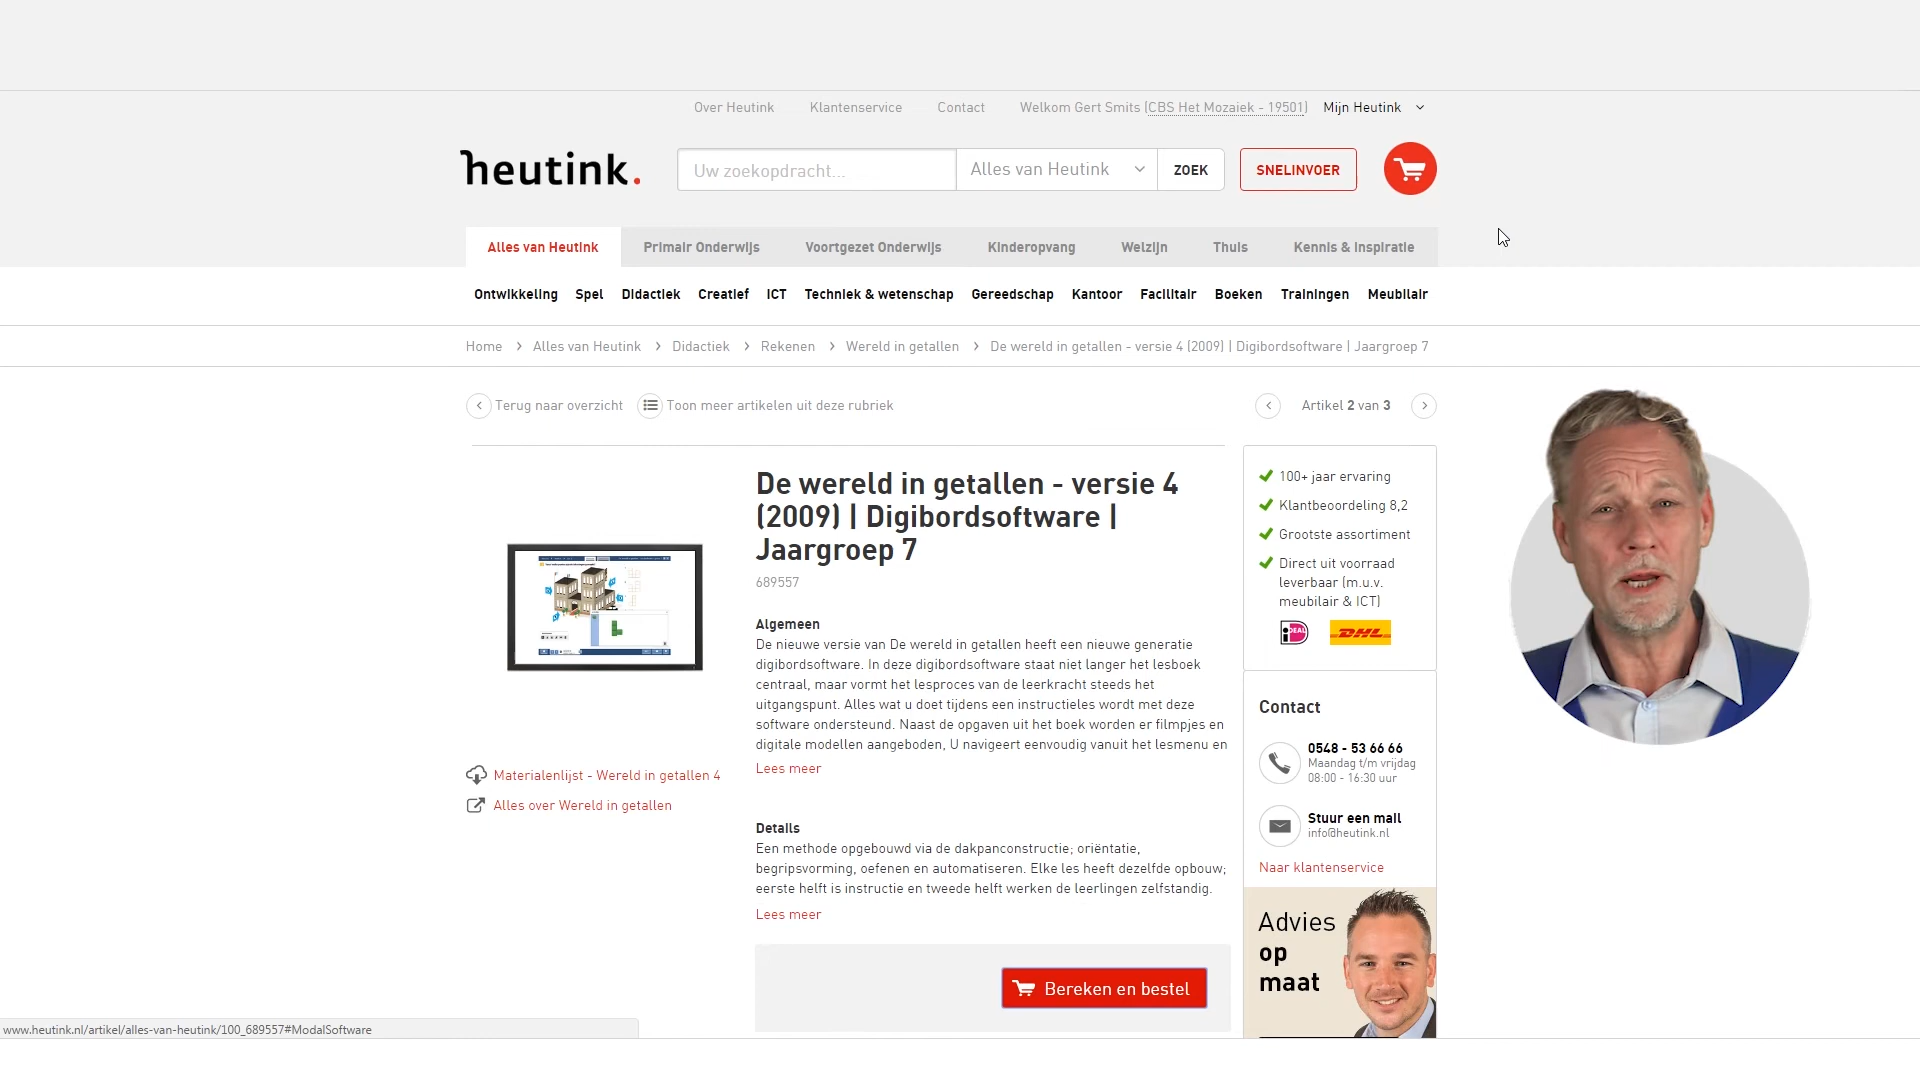 Over Heutink Klantenservice Contact Welkom Gert Smits (CBS Het Mozaiek - 19501) Mijn Heutink
heutink.
Uw zoekopdracht... Alles van Heutink ZOEK SNELINVOER
Alles van Heutink Primair Onderwijs Voortgezet Onderwijs Kinderopvang Welzijn Thuis Kennis & inspiratie
Ontwikkeling Spel Didactiek Creatief ICT Techniek & wetenschap Gereedschap Kantoor Facilitair Boeken Trainingen Meubilair
Home > Alles van Heutink > Didactiek > Rekenen > Wereld in getallen > De wereld in getallen - versie 4 (2009) | Digibordsoftware | Jaargroep 7
Terug naar overzicht Toon meer artikelen uit deze rubriek Artikel 2 van 3
De wereld in getallen - versie 4
(2009) | Digibordsoftware |
Jaargroep 7
689557
Algemeen
De nieuwe versie van De wereld in getallen heeft een nieuwe generatie
digibordsoftware. In deze digibordsoftware staat niet langer het lesboek
centraal, maar vormt het lesproces van de leerkracht steeds het
uitgangspunt. Alles wat u doet tijdens een instructieles wordt met deze
software ondersteund. Naast de opgaven uit het boek worden er filmpjes en
digitale modellen aangeboden, U navigeert eenvoudig vanuit het lesmenu en
Lees meer
Materialenlijst - Wereld in getallen 4
Alles over Wereld in getallen
Details
Een methode opgebouwd via de dakpanconstructie; oriëntatie,
begripsvorming, oefenen en automatiseren. Elke les heeft dezelfde opbouw;
eerste helft is instructie en tweede helft werken de leerlingen zelfstandig.
Lees meer
Bereken en bestel
100+ jaar ervaring
Klantbeoordeling 8,2
Grootste assortiment
Direct uit voorraad
leverbaar (m.u.v.
meubilair & ICT)
iDEAL DHL
Contact
0548 - 53 66 66
Maandag t/m vrijdag
08:00 - 16:30 uur
Stuur een mail
info@heutink.nl
Naar klantenservice
Advies
op
maat
www.heutink.nl/artikel/alles-van-heutink/100_689557#ModalSoftware